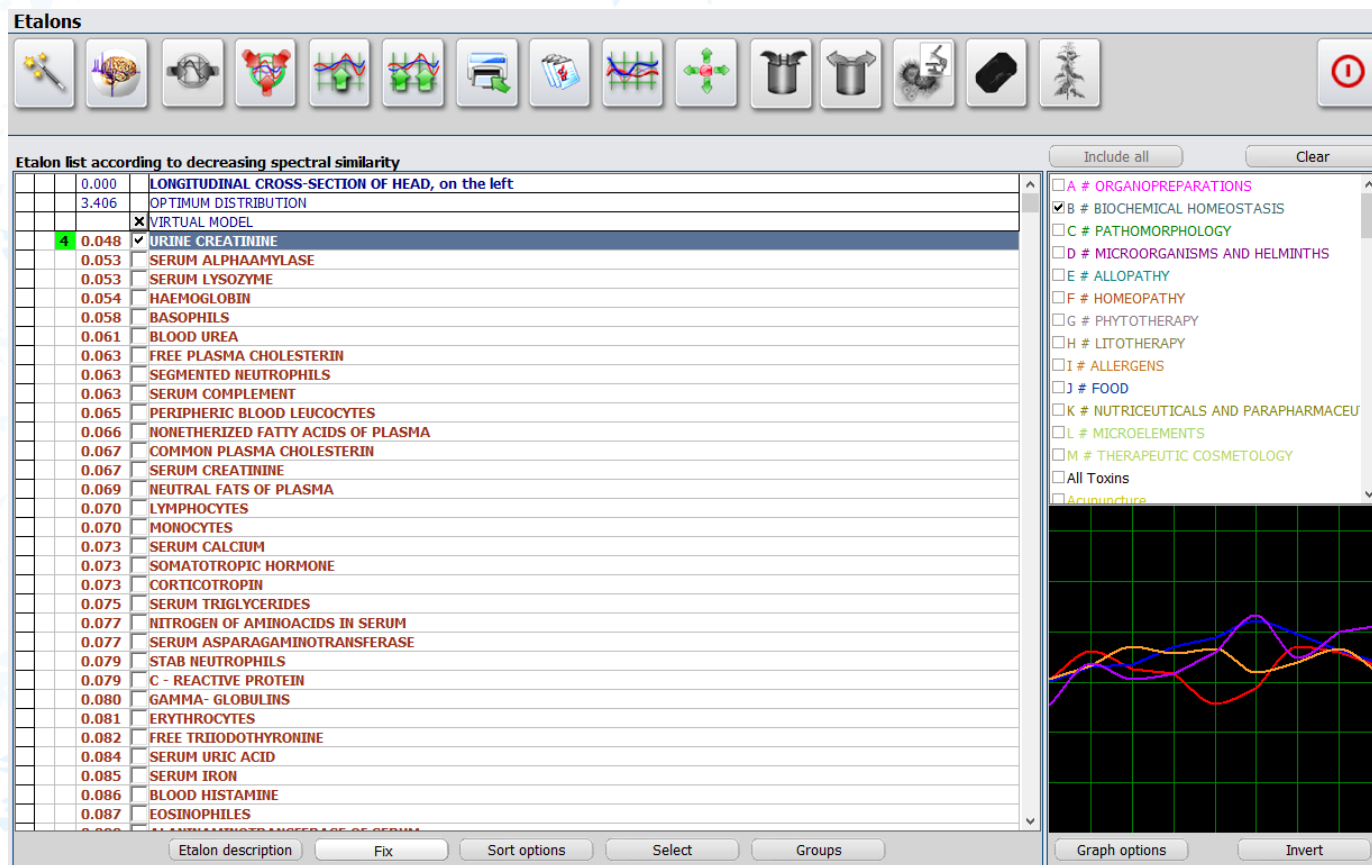 Etalons
Include all
Clear
Etalon list according to decreasing spectral similarity
0.000 LONGITUDINAL CROSS-SECTION OF HEAD, on the left
3.406 OPTIMUM DISTRIBUTION
VIRTUAL MODEL
4 0.048 URINE CREATININE
0.053 SERUM ALPHAAMYLASE
0.053 SERUM LYSOZYME
0.054 HAEMOGLOBIN
0.058 BASOPHILS
0.061 BLOOD UREA
0.063 FREE PLASMA CHOLESTERIN
0.063 SEGMENTED NEUTROPHILS
0.063 SERUM COMPLEMENT
0.065 PERIPHERIC BLOOD LEUCOCYTES
0.066 NONETHERIZED FATTY ACIDS OF PLASMA
0.067 COMMON PLASMA CHOLESTERIN
0.067 SERUM CREATININE
0.069 NEUTRAL FATS OF PLASMA
0.070 LYMPHOCYTES
0.070 MONOCYTES
0.073 SERUM CALCIUM
0.073 SOMATOTROPIC HORMONE
0.073 CORTICOTROPIN
0.075 SERUM TRIGLYCERIDES
0.077 NITROGEN OF AMINOACIDS IN SERUM
0.077 SERUM ASPARAGAMINOTRANSFERASE
0.079 STAB NEUTROPHILS
0.079 C - REACTIVE PROTEIN
0.080 GAMMA- GLOBULINS
0.081 ERYTHROCYTES
0.082 FREE TRIIODOTHYRONINE
0.084 SERUM URIC ACID
0.085 SERUM IRON
0.086 BLOOD HISTAMINE
0.087 EOSINOPHILES
A # ORGANOPREPARATIONS
B # BIOCHEMICAL HOMEOSTASIS
C # PATHOMORPHOLOGY
D # MICROORGANISMS AND HELMINTHS
E # ALLOPATHY
F # HOMEOPATHY
G # PHYTOTHERAPY
H # LITOTHERAPY
I # ALLERGENS
J # FOOD
K # NUTRICEUTICALS AND PARAPHARMACEU
L # MICROELEMENTS
M # THERAPEUTIC COSMETOLOGY
All Toxins
Acupuncture
Etalon description
Fix
Sort options
Select
Groups
Graph options
Invert